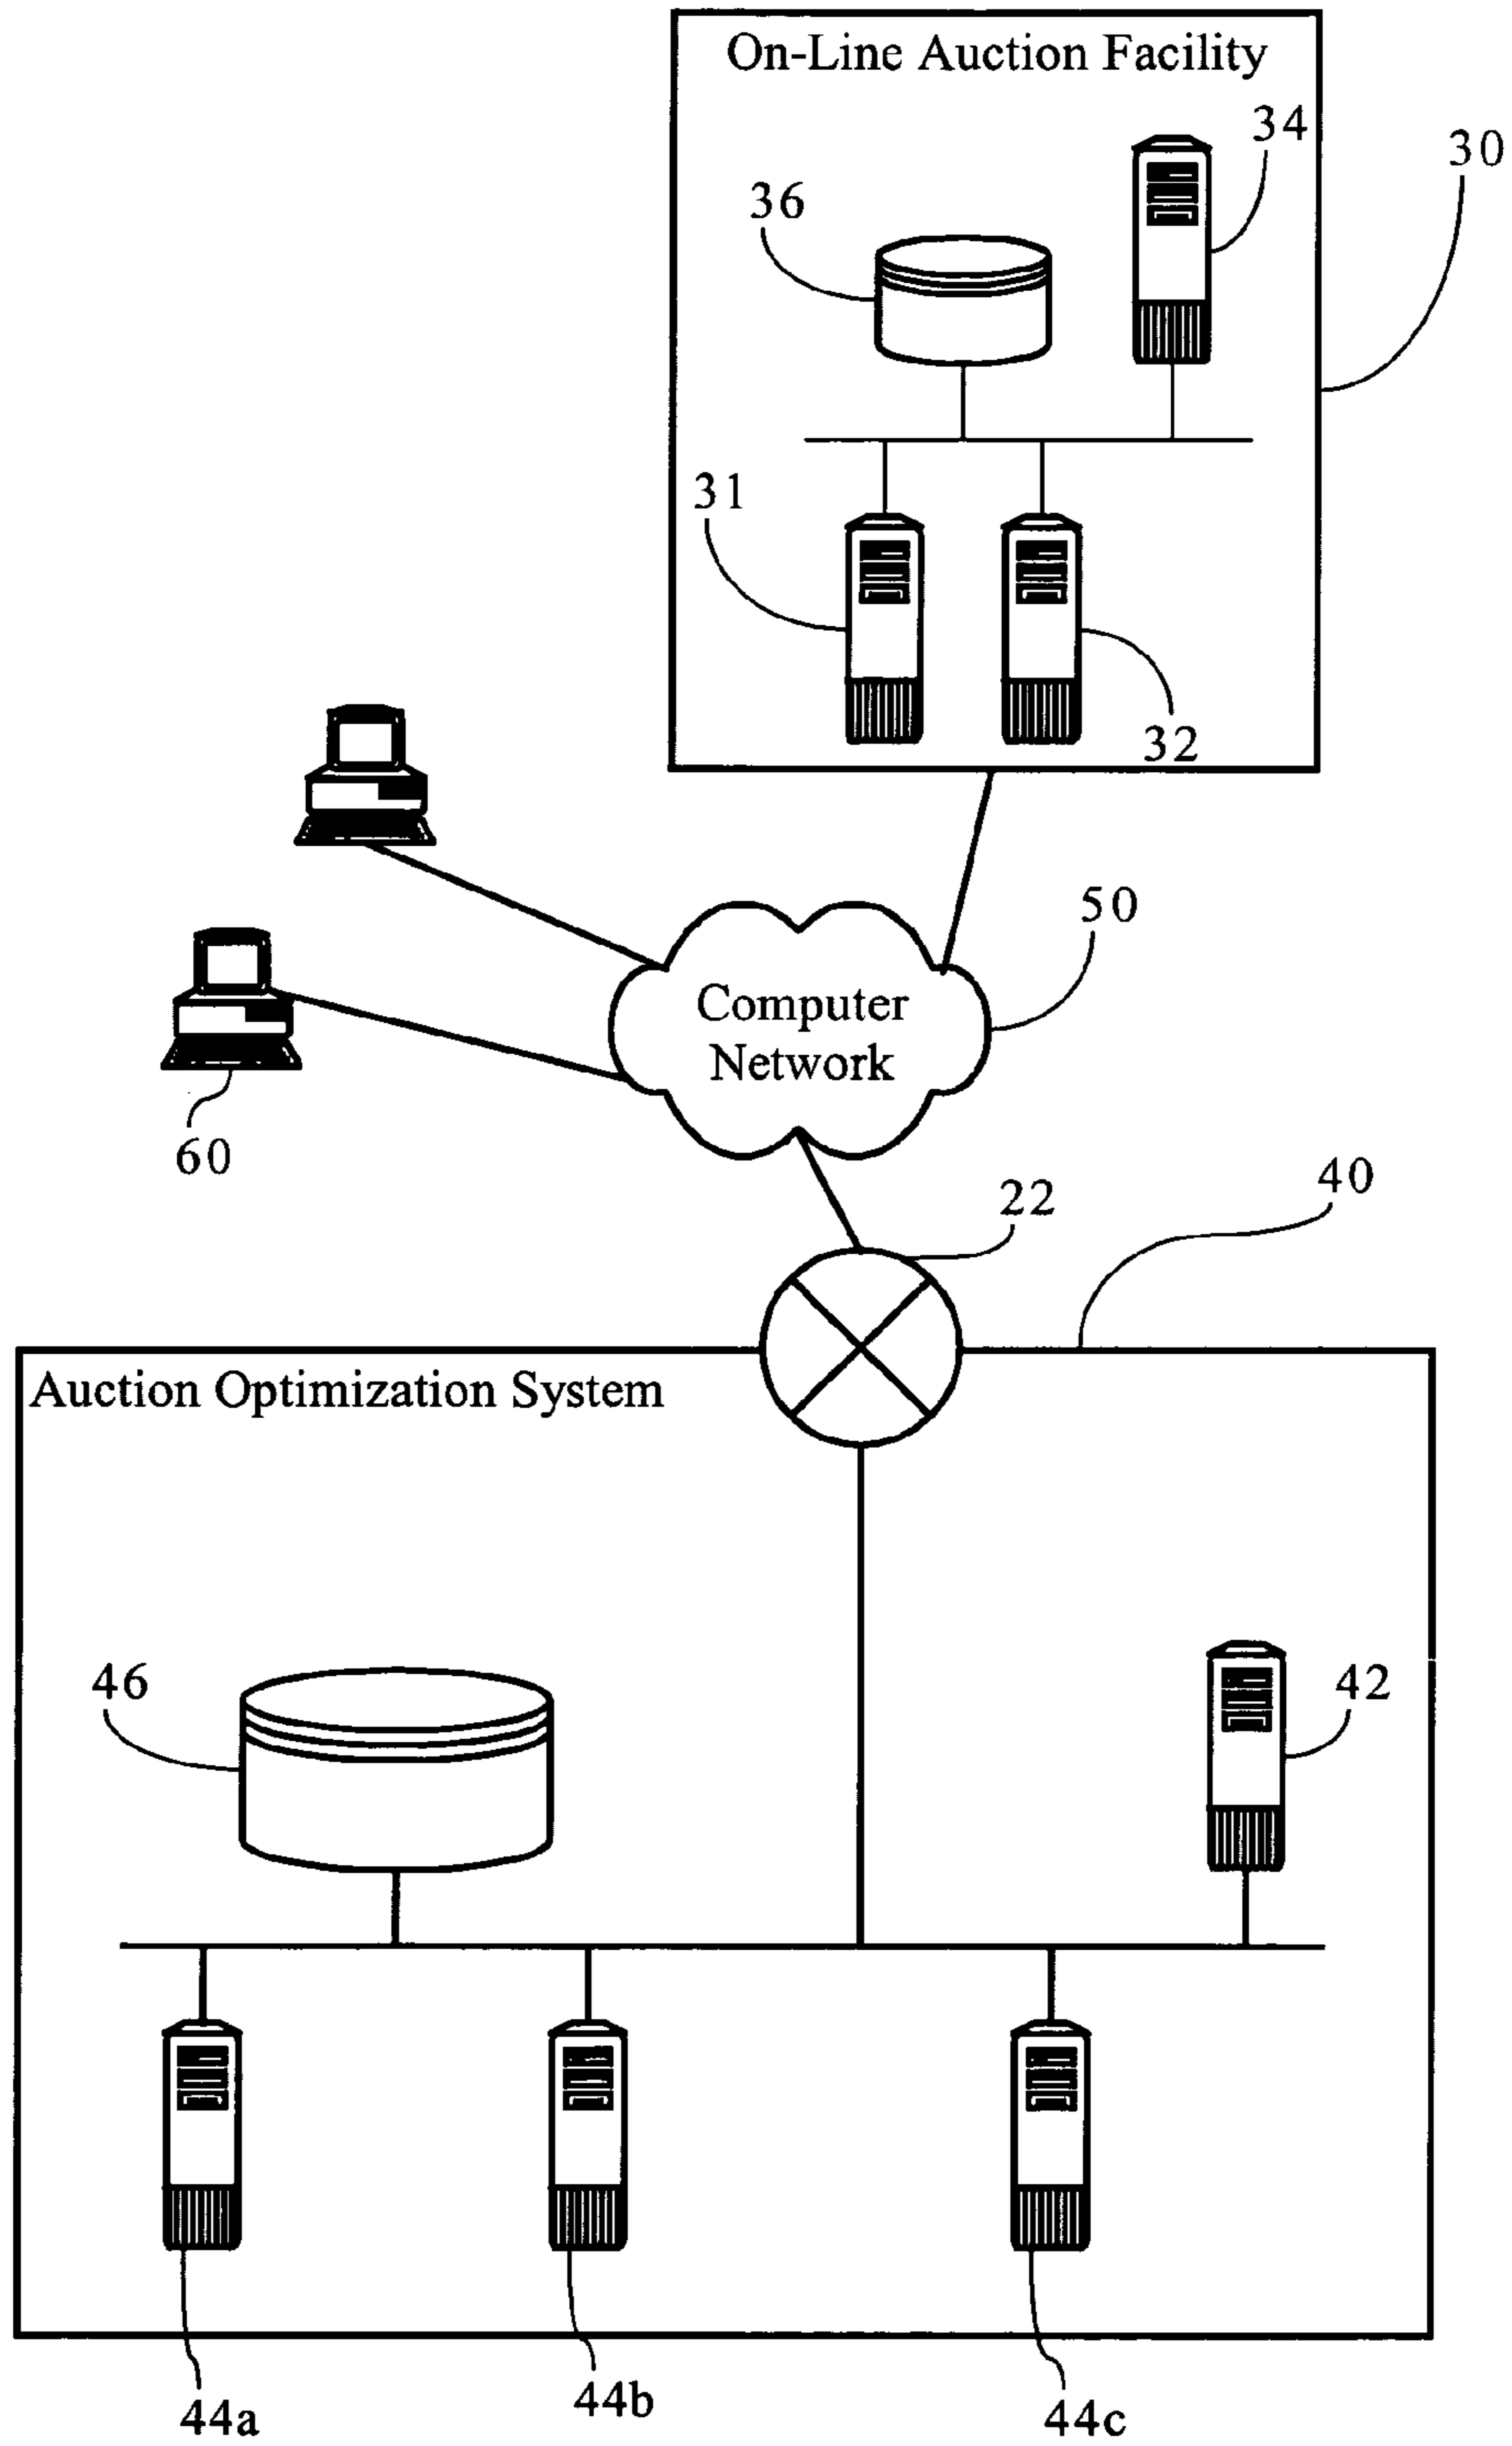 On-Line Auction Facility
34
30
36
31
32
50
Computer
Network
60
22
40
Auction Optimization System
46
42
44a
44b
44c